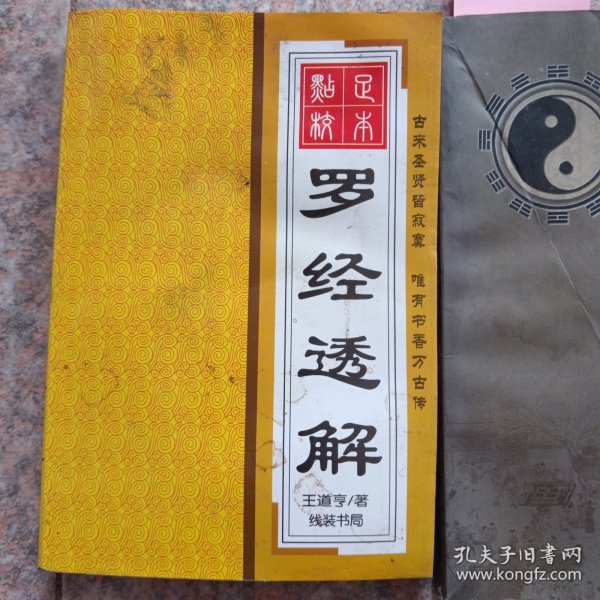 足本
點校
罗经透解
王道亨/著
线装书局
古来圣贤皆寂寞 唯有书香万古传
孔夫子旧书网
www.kongfz.com